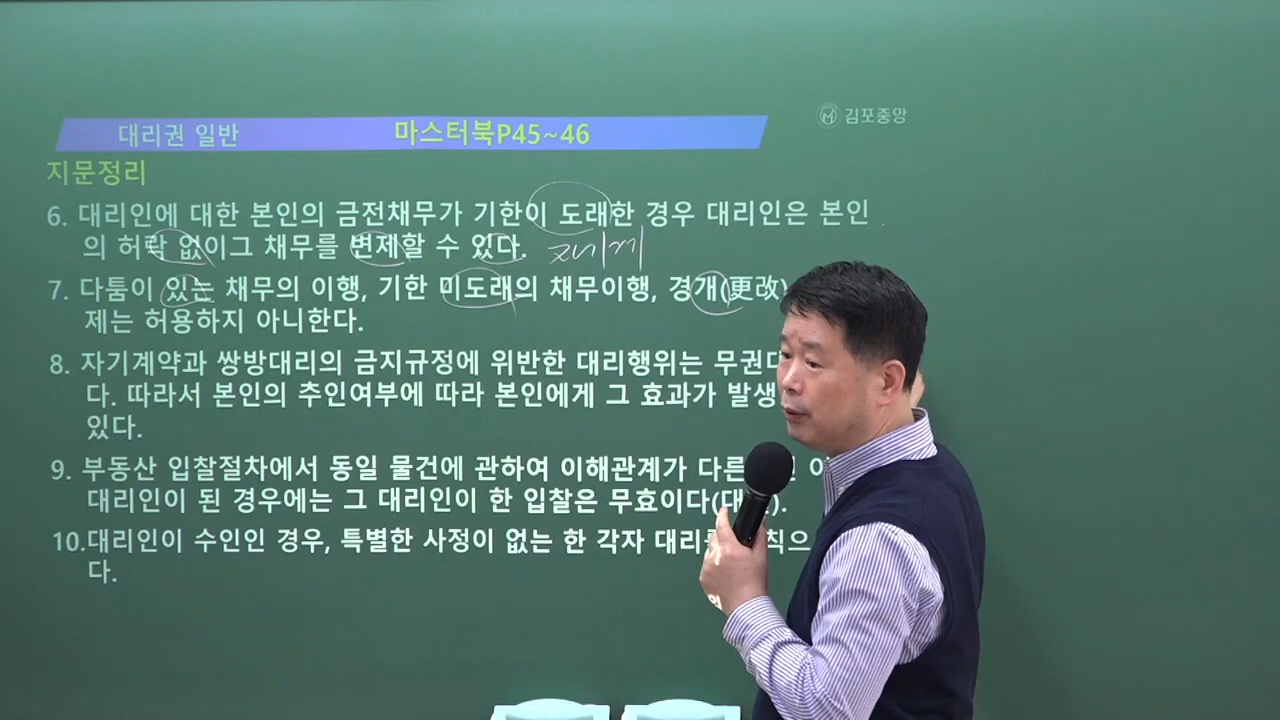 대리권 일반 마스터북P45~46
김포중앙
지문정리
6. 대리인에 대한 본인의 금전채무가 기한이 도래한 경우 대리인은 본인
의 허락 없이그 채무를 변제할 수 있다.
7. 다툼이 있는 채무의 이행, 기한 미도래의 채무이행, 경개(更改)
제는 허용하지 아니한다.
8. 자기계약과 쌍방대리의 금지규정에 위반한 대리행위는
다. 따라서 본인의 추인여부에 따라 본인에게 그 효과가 발생
있다.
9. 부동산 입찰절차에서 동일 물건에 관하여 이해관계가 다른
대리인이 된 경우에는 그 대리인이 한 입찰은 무효이다
10.대리인이 수인인 경우, 특별한 사정이 없는 한 각자
다.